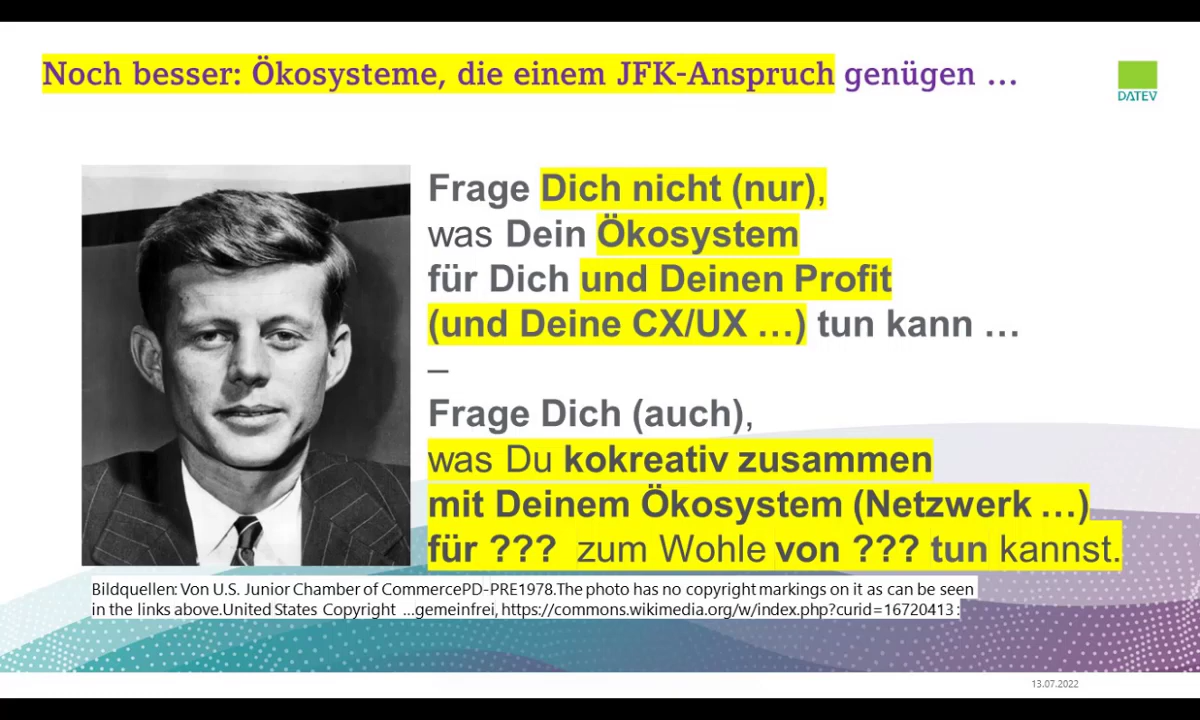 Noch besser: Ökosysteme, die einem JFK-Anspruch genügen …
DATEV
Frage Dich nicht (nur),
was Dein Ökosystem
für Dich und Deinen Profit
(und Deine CX/UX …) tun kann …
–
Frage Dich (auch),
was Du kokreativ zusammen
mit Deinem Ökosystem (Netzwerk …)
für ??? zum Wohle von ??? tun kannst.
Bildquellen: Von U.S. Junior Chamber of CommercePD-PRE1978.The photo has no copyright markings on it as can be seen
in the links above.United States Copyright ...gemeinfrei, https://commons.wikimedia.org/w/index.php?curid=16720413:
13.07.2022